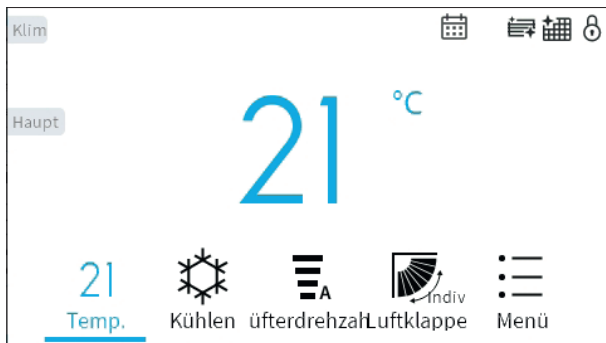 Klim
Haupt
21 °C
A
Indiv
21
Temp. Kühlen üfterdrehzah Luftklappe Menü